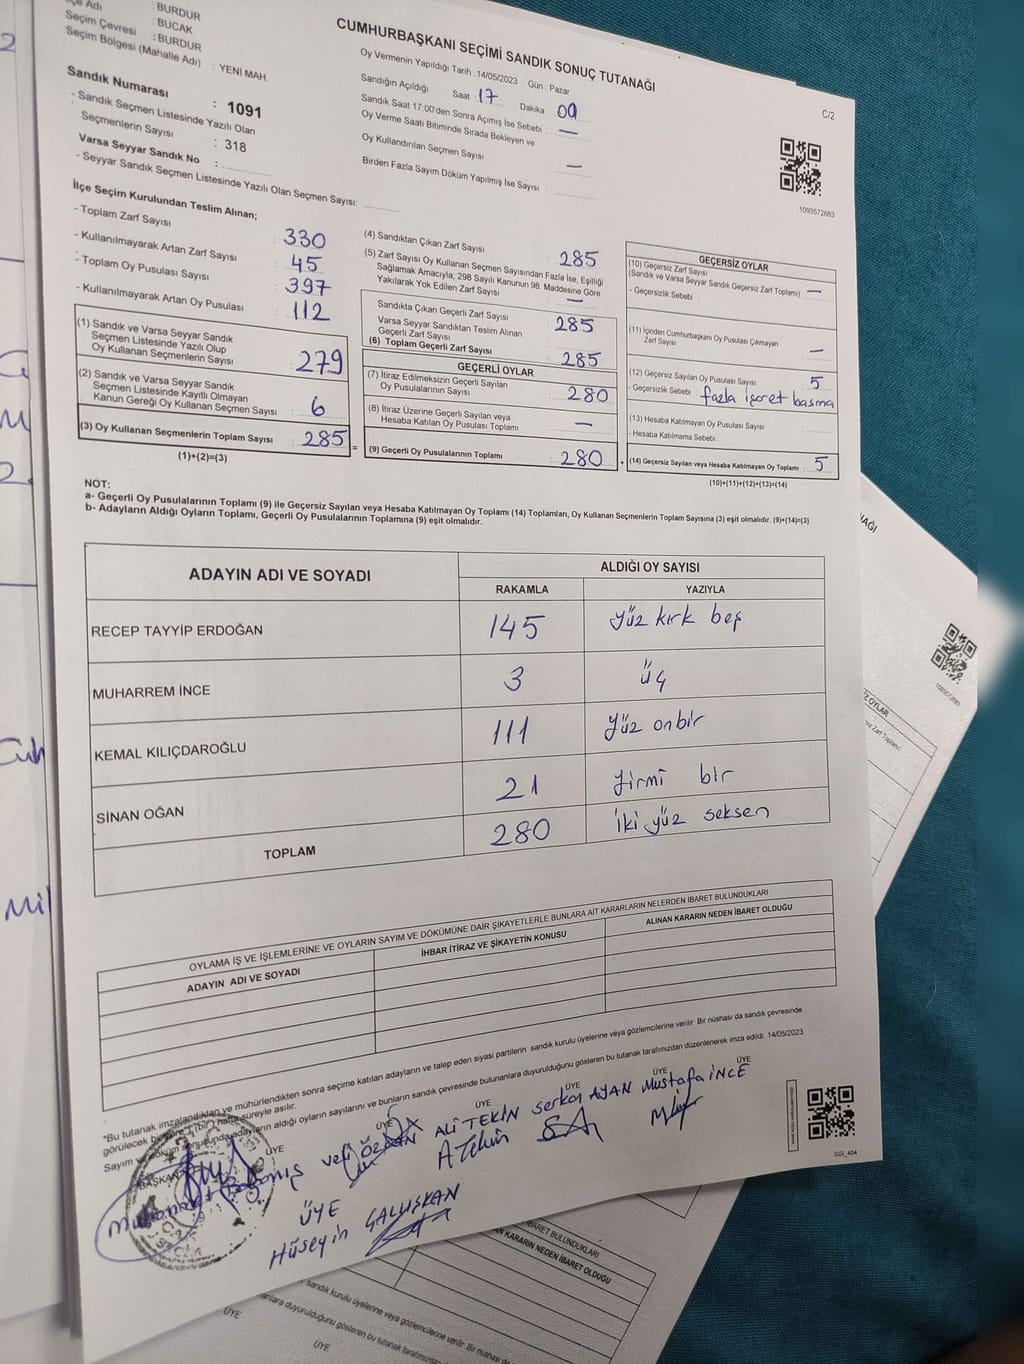 İlçe Adı : BURDUR
Seçim Çevresi : BUCAK
Seçim Bölgesi (Mahalle Adı) : BURDUR
: YENİ MAH.
Sandık Numarası : 1091
- Sandık Seçmen Listesinde Yazılı Olan
Seçmenlerin Sayısı : 318
Varsa Seyyar Sandık No :
- Seyyar Sandık Seçmen Listesinde Yazılı Olan Seçmen Sayısı:
CUMHURBAŞKANI SEÇİMİ SANDIK SONUÇ TUTANAĞI
Oy Vermenin Yapıldığı Tarih :14/05/2023 Gün : Pazar
Sandığın Açıldığı Saat : 17 Dakika : 09
Sandık Saat 17:00'den Sonra Açımış İse Sebebi : —
Oy Verme Saati Bitiminde Sırada Bekleyen ve
Oy Kullandırılan Seçmen Sayısı : —
Birden Fazla Sayım Döküm Yapılmış İse Sayısı :
C/2
1093572683
İlçe Seçim Kurulundan Teslim Alınan;
- Toplam Zarf Sayısı : 330
- Kullanılmayarak Artan Zarf Sayısı : 45
- Toplam Oy Pusulası Sayısı : 397
- Kullanılmayarak Artan Oy Pusulası : 112
(1) Sandık ve Varsa Seyyar Sandık
Seçmen Listesinde Yazılı Olup
Oy Kullanan Seçmenlerin Sayısı : 279
(2) Sandık ve Varsa Seyyar Sandık
Seçmen Listesinde Kayıtlı Olmayan
Kanun Gereği Oy Kullanan Seçmen Sayısı : 6
(3) Oy Kullanan Seçmenlerin Toplam Sayısı : 285 =
(1)+(2)=(3)
(4) Sandıktan Çıkan Zarf Sayısı : 285
(5) Zarf Sayısı Oy Kullanan Seçmen Sayısından Fazla İse, Eşitliği
Sağlamak Amacıyla, 298 Sayılı Kanunun 98. Maddesine Göre
Yakılarak Yok Edilen Zarf Sayısı : —
Sandıkta Çıkan Geçerli Zarf Sayısı : 285
Varsa Seyyar Sandıktan Teslim Alınan
Geçerli Zarf Sayısı :
(6) Toplam Geçerli Zarf Sayısı : 285
GEÇERLİ OYLAR
(7) İtiraz Edilmeksizin Geçerli Sayılan
Oy Pusulalarının Sayısı : 280
(8) İtiraz Üzerine Geçerli Sayılan veya
Hesaba Katılan Oy Pusulası Toplamı : —
(9) Geçerli Oy Pusulalarının Toplamı : 280 +
GEÇERSİZ OYLAR
(10) Geçersiz Zarf Sayısı
(Sandık ve Varsa Seyyar Sandık Geçersiz Zarf Toplamı) : —
- Geçersizlik Sebebi :
(11) İçinden Cumhurbaşkanı Oy Pusulası Çıkmayan
Zarf Sayısı : —
(12) Geçersiz Sayılan Oy Pusulası Sayısı : 5
- Geçersizlik Sebebi : fazla işaret basma
(13) Hesaba Katılmayan Oy Pusulası Sayısı :
- Hesaba Katılmama Sebebi :
(14) Geçersiz Sayılan veya Hesaba Katılmayan Oy Toplamı : 5
(10)+(11)+(12)+(13)=(14)
NOT:
a- Geçerli Oy Pusulalarının Toplamı (9) ile Geçersiz Sayılan veya Hesaba Katılmayan Oy Toplamı (14) Toplamları, Oy Kullanan Seçmenlerin Toplam Sayısına (3) eşit olmalıdır. (9)+(14)=(3)
b- Adayların Aldığı Oyların Toplamı, Geçerli Oy Pusulalarının Toplamına (9) eşit olmalıdır.
ADAYIN ADI VE SOYADI ALDIĞI OY SAYISI
RAKAMLA YAZIYLA
RECEP TAYYİP ERDOĞAN 145 yüz kırk beş
MUHARREM İNCE 3 üç
KEMAL KILIÇDAROĞLU 111 Yüz onbir
SİNAN OĞAN 21 yirmi bir
TOPLAM 280 iki yüz seksen
OYLAMA İŞ VE İŞLEMLERİNE VE OYLARIN SAYIM VE DÖKÜMÜNE DAİR ŞİKAYETLERLE BUNLARA AİT KARARLARIN NELERDEN İBARET BULUNDUKLARI
ADAYIN ADI VE SOYADI İHBAR İTİRAZ VE ŞİKAYETİN KONUSU ALINAN KARARIN NEDEN İBARET OLDUĞU
*Bu tutanak imzalandıktan ve mühürlendikten sonra seçime katılan adayların ve talep eden siyasi partilerin sandık kurulu üyelerine veya gözlemcilerine verilir. Bir nüshası da sandık çevresinde
görülecek bir yere 1 (bir) hafta süreyle asılır.
Sayım ve döküm sonucunda adayların aldığı oyların sayılarını ve bunların sandık çevresinde bulunanlara duyurulduğunu gösteren bu tutanak tarafımızdan düzenlenerek imza edildi. 14/05/2023
BAŞKAN ÜYE ÜYE ÜYE ÜYE ÜYE
Veli ÖZKAN ALİ TEKİN Serkan AYAN Mustafa İNCE
A.Tekin
ÜYE
Hüseyin ÇALIŞKAN
GSI_404